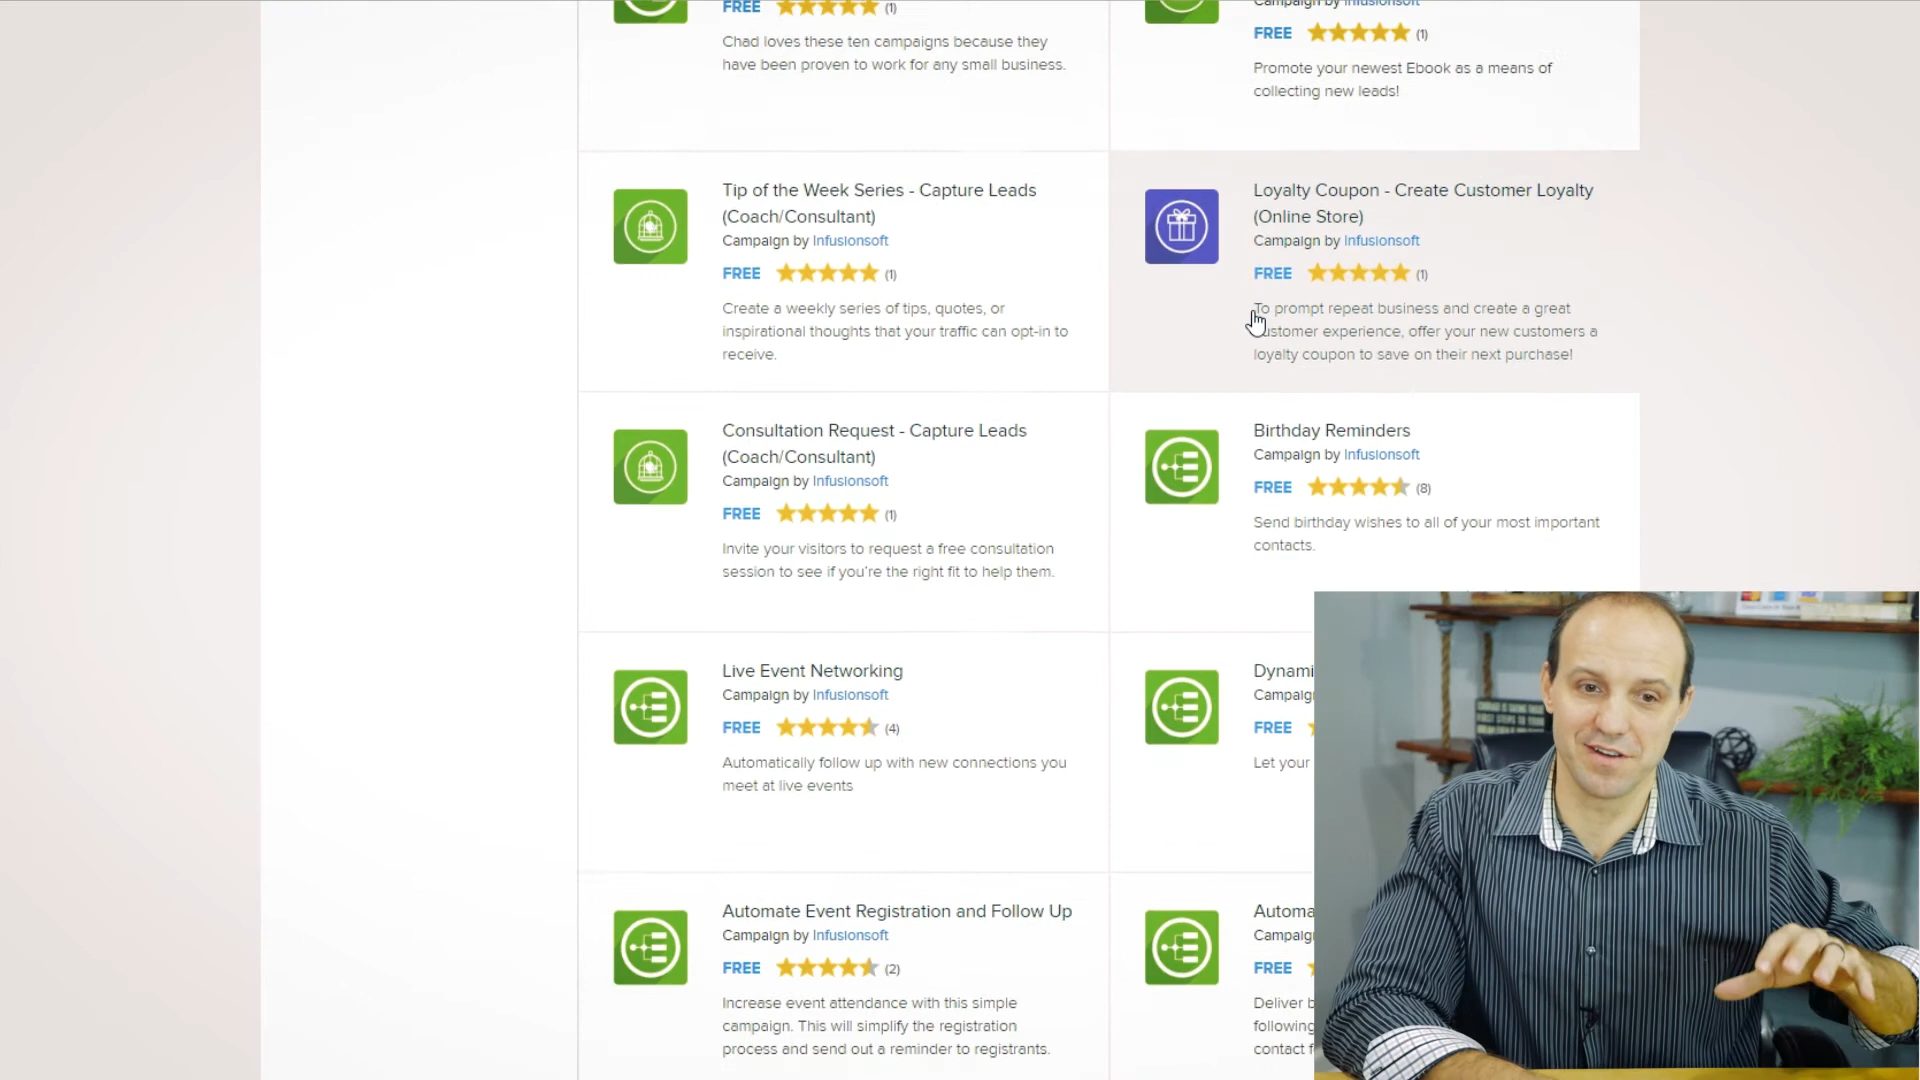 FREE (1)
Chad loves these ten campaigns because they
have been proven to work for any small business.
Campaign by Infusionsoft
FREE (1)
Promote your newest Ebook as a means of
collecting new leads!
Tip of the Week Series - Capture Leads
(Coach/Consultant)
Campaign by Infusionsoft
FREE (1)
Create a weekly series of tips, quotes, or
inspirational thoughts that your traffic can opt-in to
receive.
Loyalty Coupon - Create Customer Loyalty
(Online Store)
Campaign by Infusionsoft
FREE (1)
To prompt repeat business and create a great
customer experience, offer your new customers a
loyalty coupon to save on their next purchase!
Consultation Request - Capture Leads
(Coach/Consultant)
Campaign by Infusionsoft
FREE (1)
Invite your visitors to request a free consultation
session to see if you're the right fit to help them.
Birthday Reminders
Campaign by Infusionsoft
FREE (8)
Send birthday wishes to all of your most important
contacts.
Live Event Networking
Campaign by Infusionsoft
FREE (4)
Automatically follow up with new connections you
meet at live events
Dynami
Campaig
FREE
Let your
Automate Event Registration and Follow Up
Campaign by Infusionsoft
FREE (2)
Increase event attendance with this simple
campaign. This will simplify the registration
process and send out a reminder to registrants.
Automa
Campaig
FREE
Deliver b
following
contact f